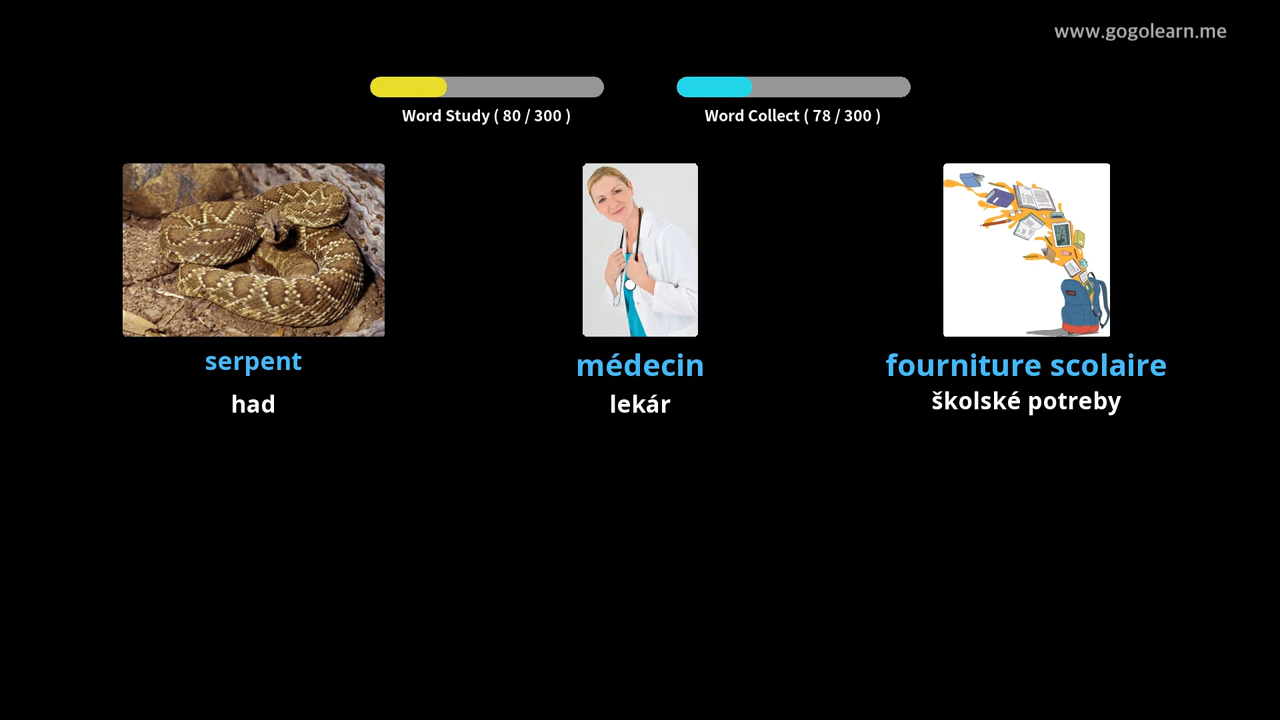 www.gogolearn.me
Word Study ( 80 / 300 )
Word Collect ( 78 / 300 )
serpent
had
médecin
lekár
fourniture scolaire
školské potreby